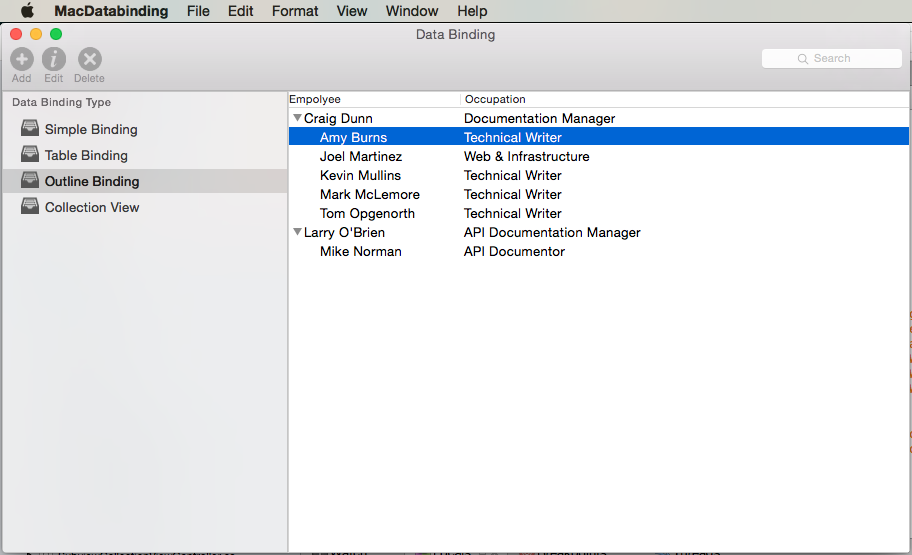 MacDatabinding File Edit Format View Window Help
Data Binding
Add Edit Delete
Search
Data Binding Type
Simple Binding
Table Binding
Outline Binding
Collection View
Empolyee Occupation
Craig Dunn Documentation Manager
Amy Burns Technical Writer
Joel Martinez Web & Infrastructure
Kevin Mullins Technical Writer
Mark McLemore Technical Writer
Tom Opgenorth Technical Writer
Larry O'Brien API Documentation Manager
Mike Norman API Documentor